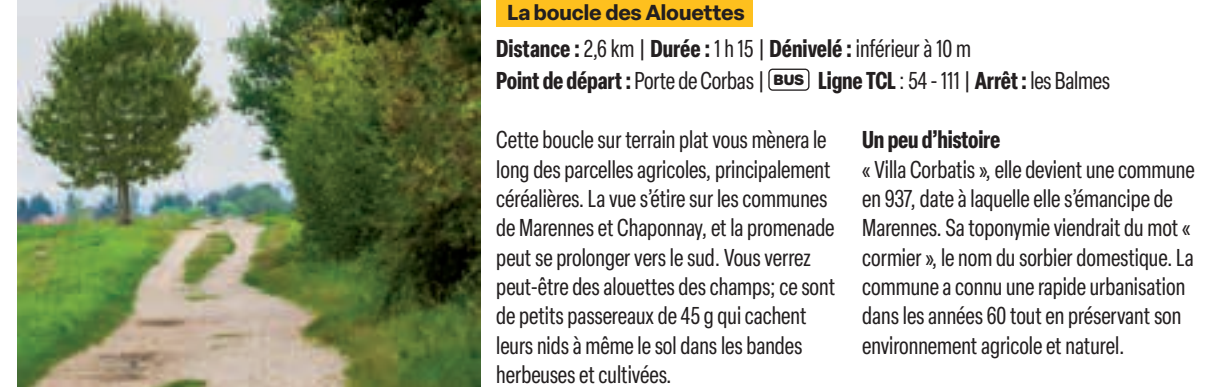 La boucle des Alouettes
Distance : 2,6 km | Durée : 1 h 15 | Dénivelé : inférieur à 10 m
Point de départ : Porte de Corbas | BUS Ligne TCL : 54 - 111 | Arrêt : les Balmes
Cette boucle sur terrain plat vous mènera le
long des parcelles agricoles, principalement
céréalières. La vue s’étire sur les communes
de Marennes et Chaponnay, et la promenade
peut se prolonger vers le sud. Vous verrez
peut-être des alouettes des champs; ce sont
de petits passereaux de 45 g qui cachent
leurs nids à même le sol dans les bandes
herbeuses et cultivées.
Un peu d’histoire
« Villa Corbatis », elle devient une commune
en 937, date à laquelle elle s’émancipe de
Marennes. Sa toponymie viendrait du mot «
cormier », le nom du sorbier domestique. La
commune a connu une rapide urbanisation
dans les années 60 tout en préservant son
environnement agricole et naturel.